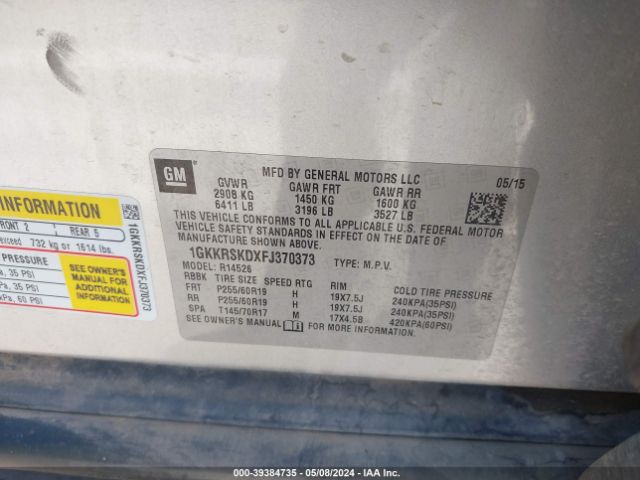 GM
MFD BY GENERAL MOTORS LLC 05/15
GVWR GAWR FRT GAWR RR
2908 KG 1450 KG 1600 KG
6411 LB 3196 LB 3527 LB
THIS VEHICLE CONFORMS TO ALL APPLICABLE U.S. FEDERAL MOTOR
VEHICLE SAFETY STANDARDS IN EFFECT ON THE DATE OF
MANUFACTURE SHOWN ABOVE.
1GKKRSKDXFJ370373 TYPE: M.P.V.
MODEL: R14526
RBBK TIRE SIZE SPEED RTG RIM COLD TIRE PRESSURE
FRT P255/60R19 H 19X7.5J 240KPA(35PSI)
RR P255/60R19 H 19X7.5J 240KPA(35PSI)
SPA T145/70R17 M 17X4.5B 420KPA(60PSI)
SEE OWNER'S MANUAL FOR MORE INFORMATION.
INFORMATION
FRONT 2 REAR 5
exceed 732 kg or 1614 lbs.
PRESSURE
35 PSI
35 PSI
kPa, 60 PSI
SEE OWNER'S
MANUAL FOR
ADDITIONAL
INFORMATION
1GKKRSKDXFJ370373
000-39384735 - 05/08/2024 - IAA Inc.